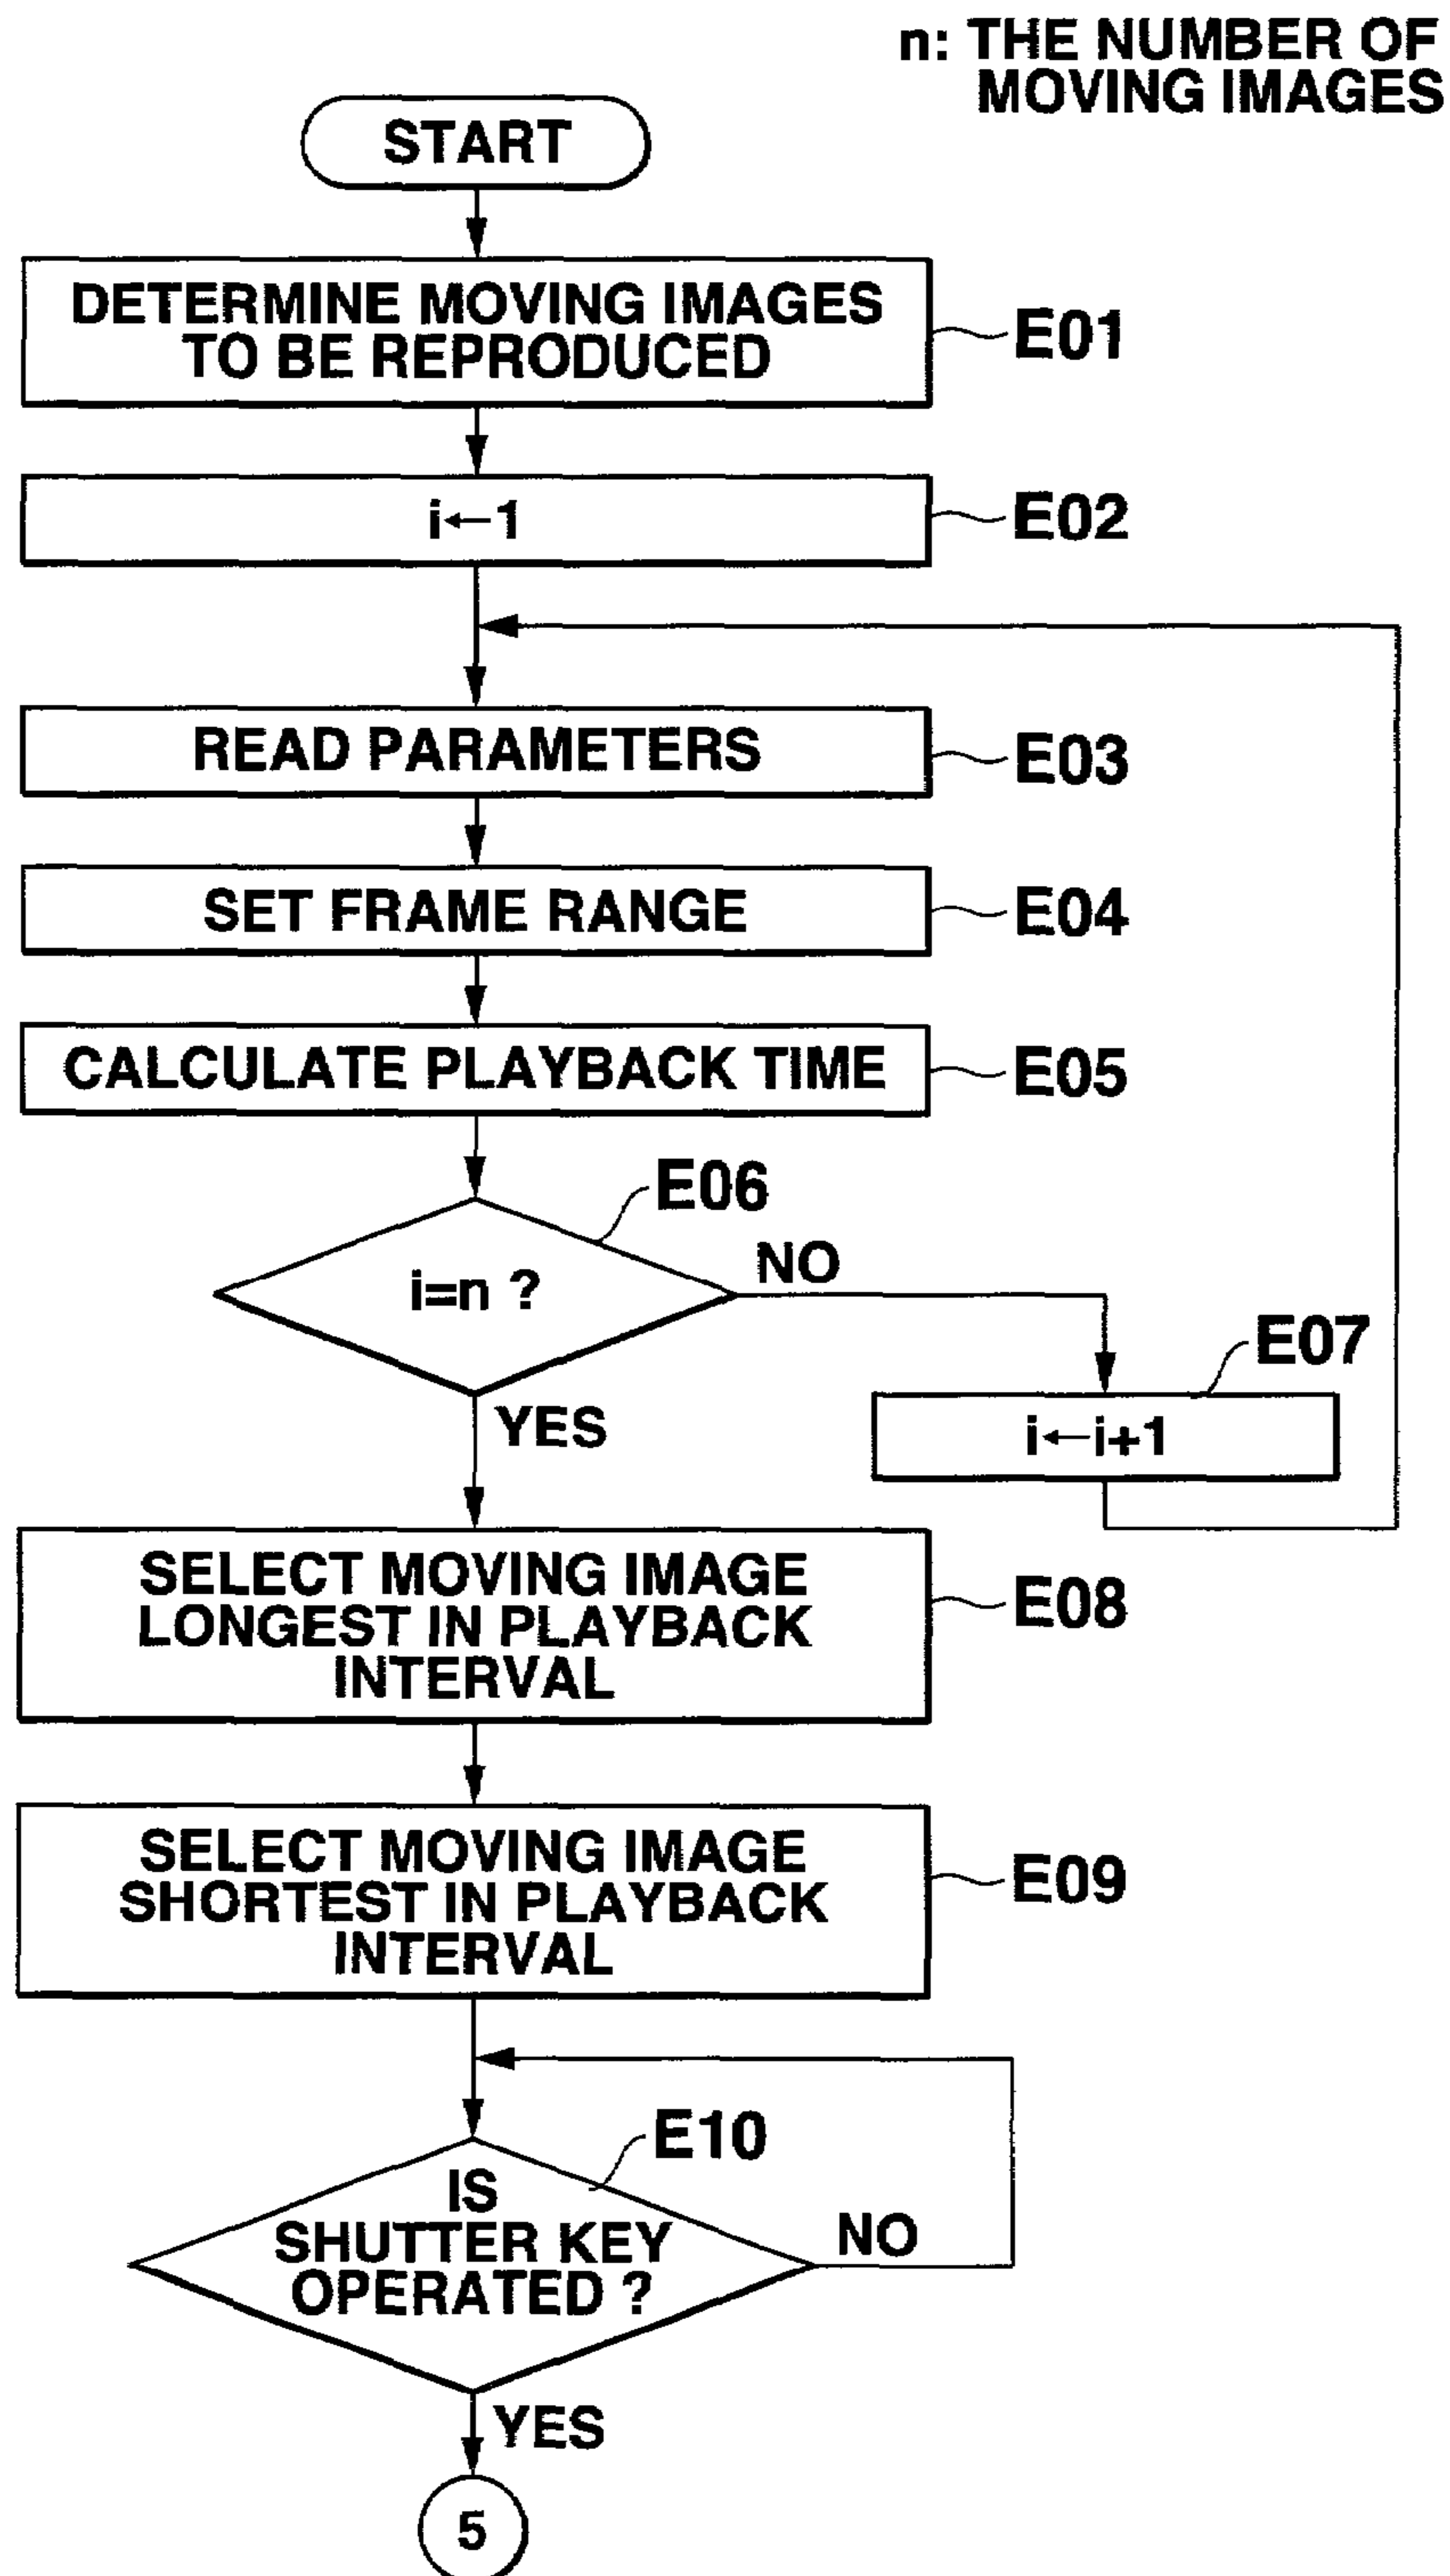 n: THE NUMBER OF
MOVING IMAGES
START
DETERMINE MOVING IMAGES
TO BE REPRODUCED
E01
i←1
E02
READ PARAMETERS
E03
SET FRAME RANGE
E04
CALCULATE PLAYBACK TIME
E05
E06
i=n ?
NO
E07
i←i+1
YES
SELECT MOVING IMAGE
LONGEST IN PLAYBACK
INTERVAL
E08
SELECT MOVING IMAGE
SHORTEST IN PLAYBACK
INTERVAL
E09
E10
IS
SHUTTER KEY
OPERATED ?
NO
YES
5